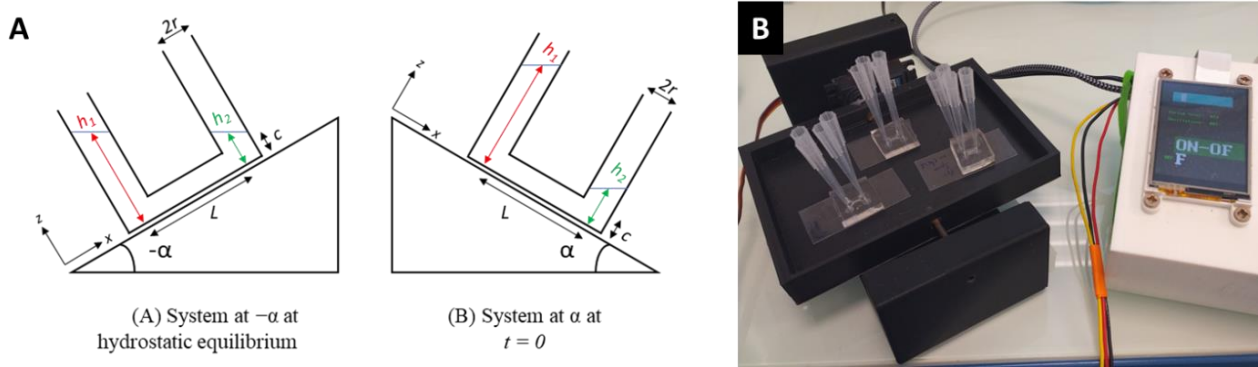 A
2r
h₁
h₂
c
z
x
L
-α
(A) System at −α at
hydrostatic equilibrium
2r
h₁
h₂
c
z
x
L
α
(B) System at α at
t = 0
B
ON-OF
F